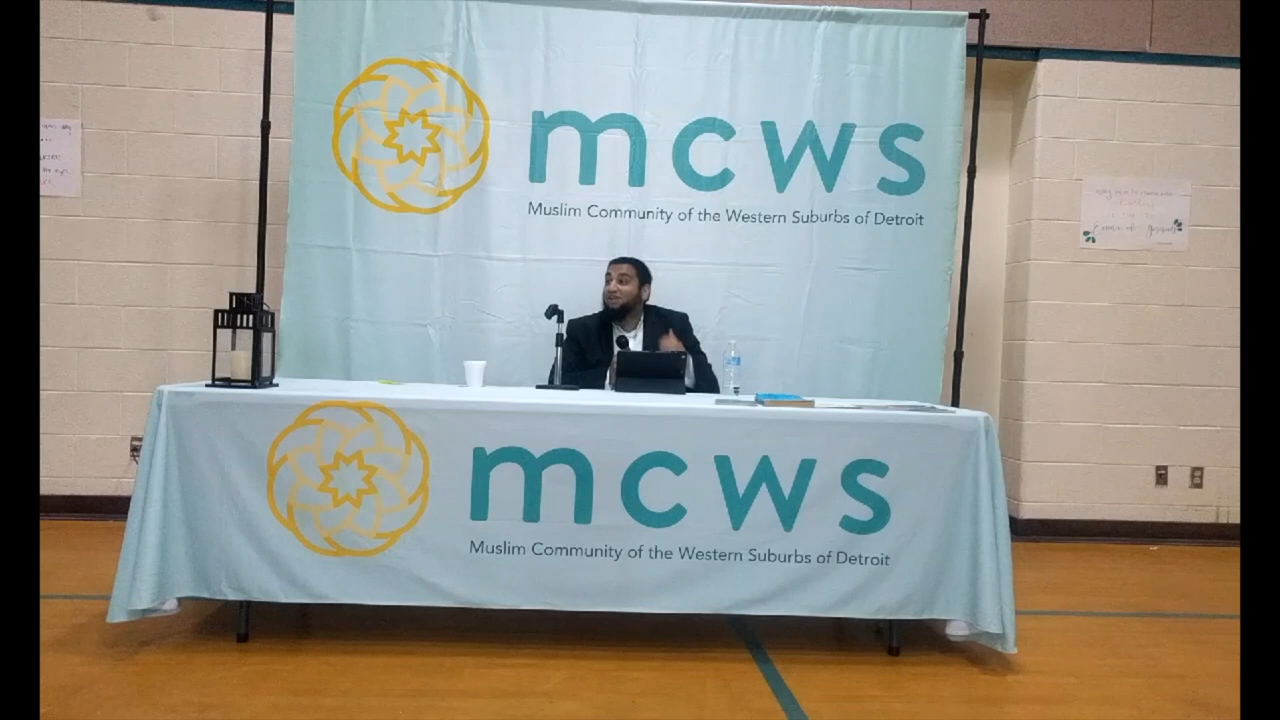 mcws
Muslim Community of the Western Suburbs of Detroit
mcws
Muslim Community of the Western Suburbs of Detroit